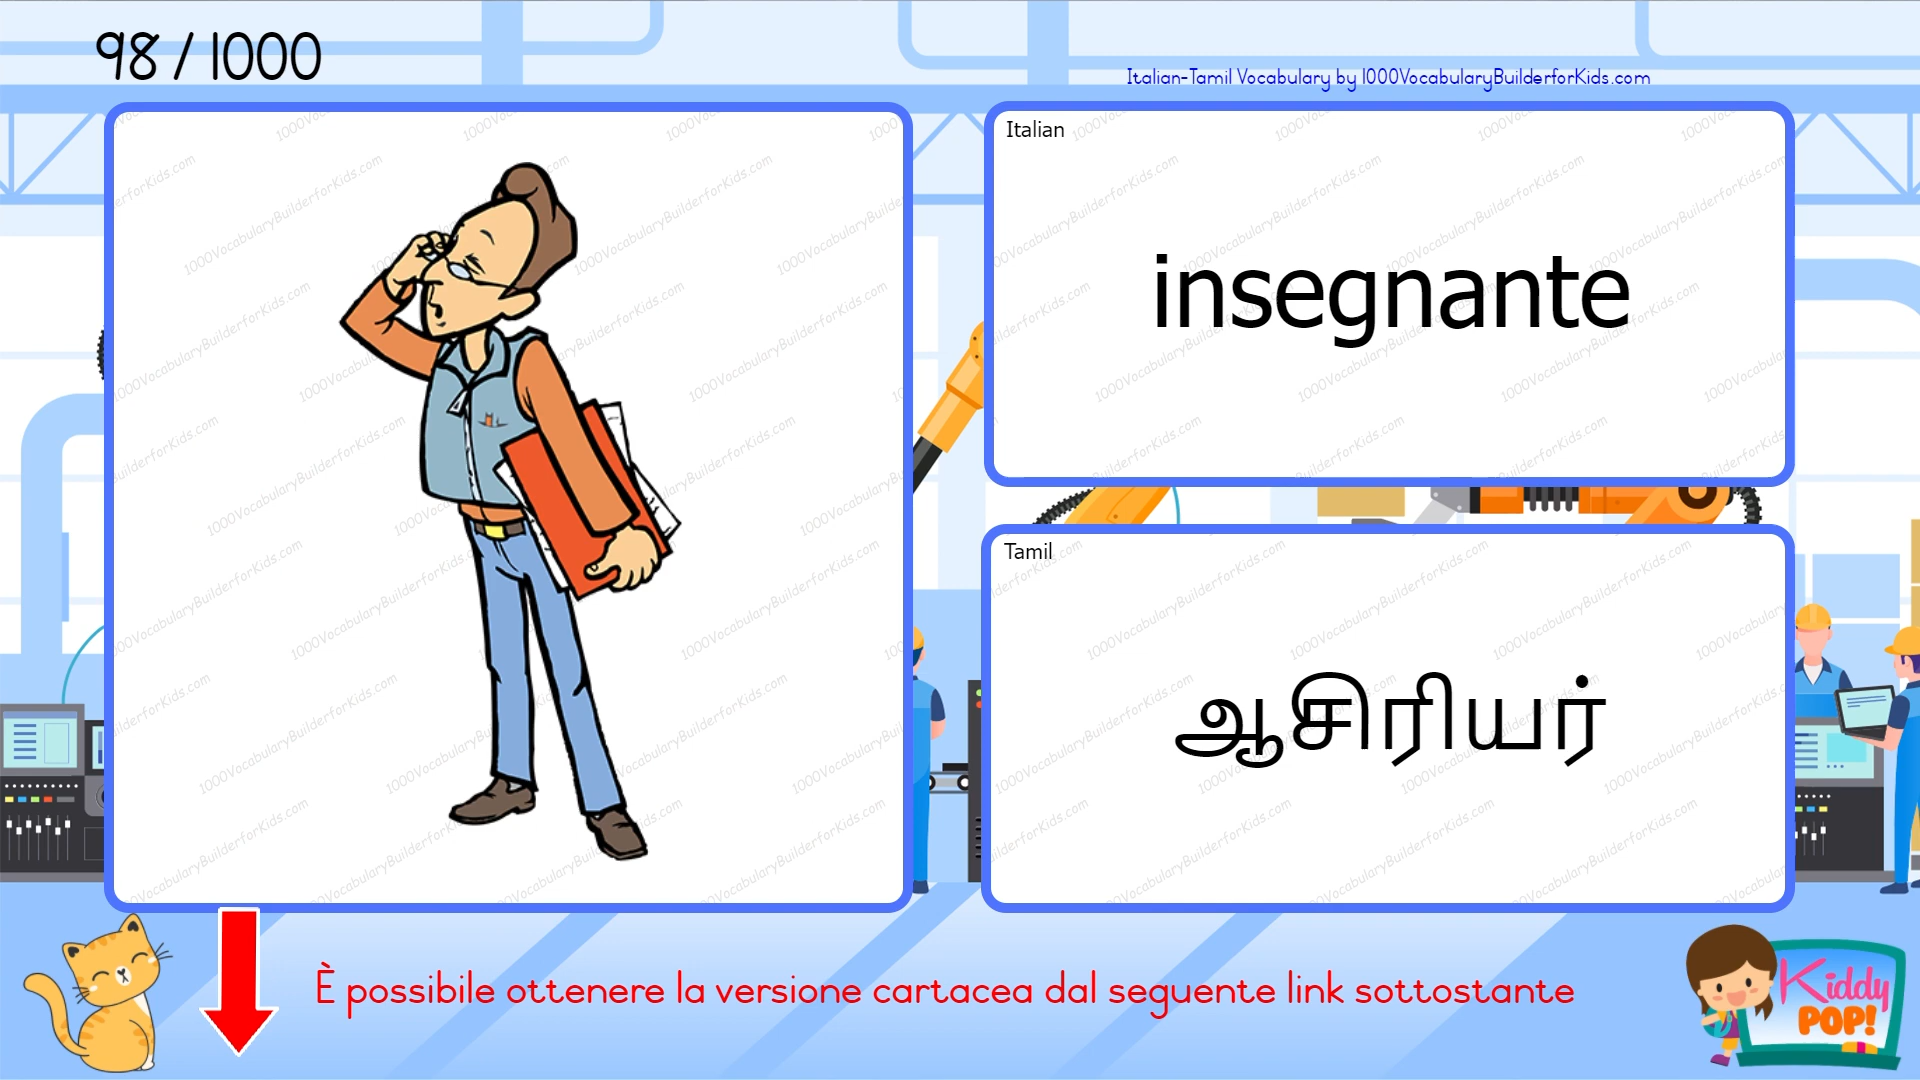 98 / 1000
Italian-Tamil Vocabulary by 1000VocabularyBuilderforKids.com
Italian
insegnante
Tamil
ஆசிரியர்
È possibile ottenere la versione cartacea dal seguente link sottostante
Kiddy
POP!